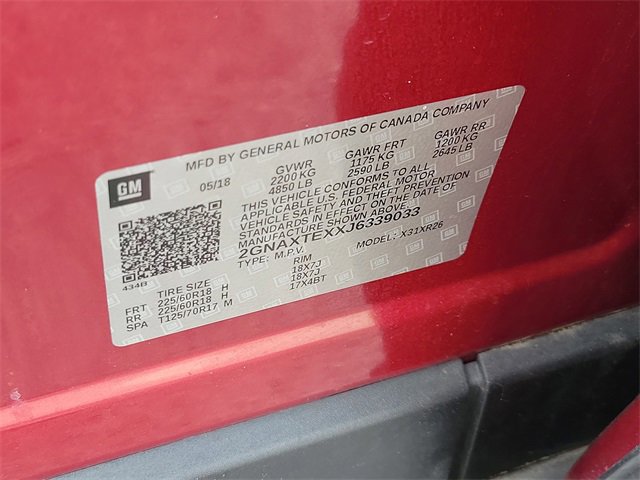 MFD BY GENERAL MOTORS OF CANADA COMPANY
GM
05/18
GVWR GAWR FRT GAWR RR
2200 KG 1175 KG 1200 KG
4850 LB 2590 LB 2645 LB
THIS VEHICLE CONFORMS TO ALL
APPLICABLE U.S. FEDERAL MOTOR
VEHICLE SAFETY AND THEFT PREVENTION
STANDARDS IN EFFECT ON THE DATE OF
MANUFACTURE SHOWN ABOVE.
2GNAXTEXXJ6339033
TYPE: M.P.V. MODEL: X31XR26
434B
TIRE SIZE RIM
FRT 225/60R18 H 18X7J
RR 225/60R18 H 18X7J
SPA T125/70R17 M 17X4BT